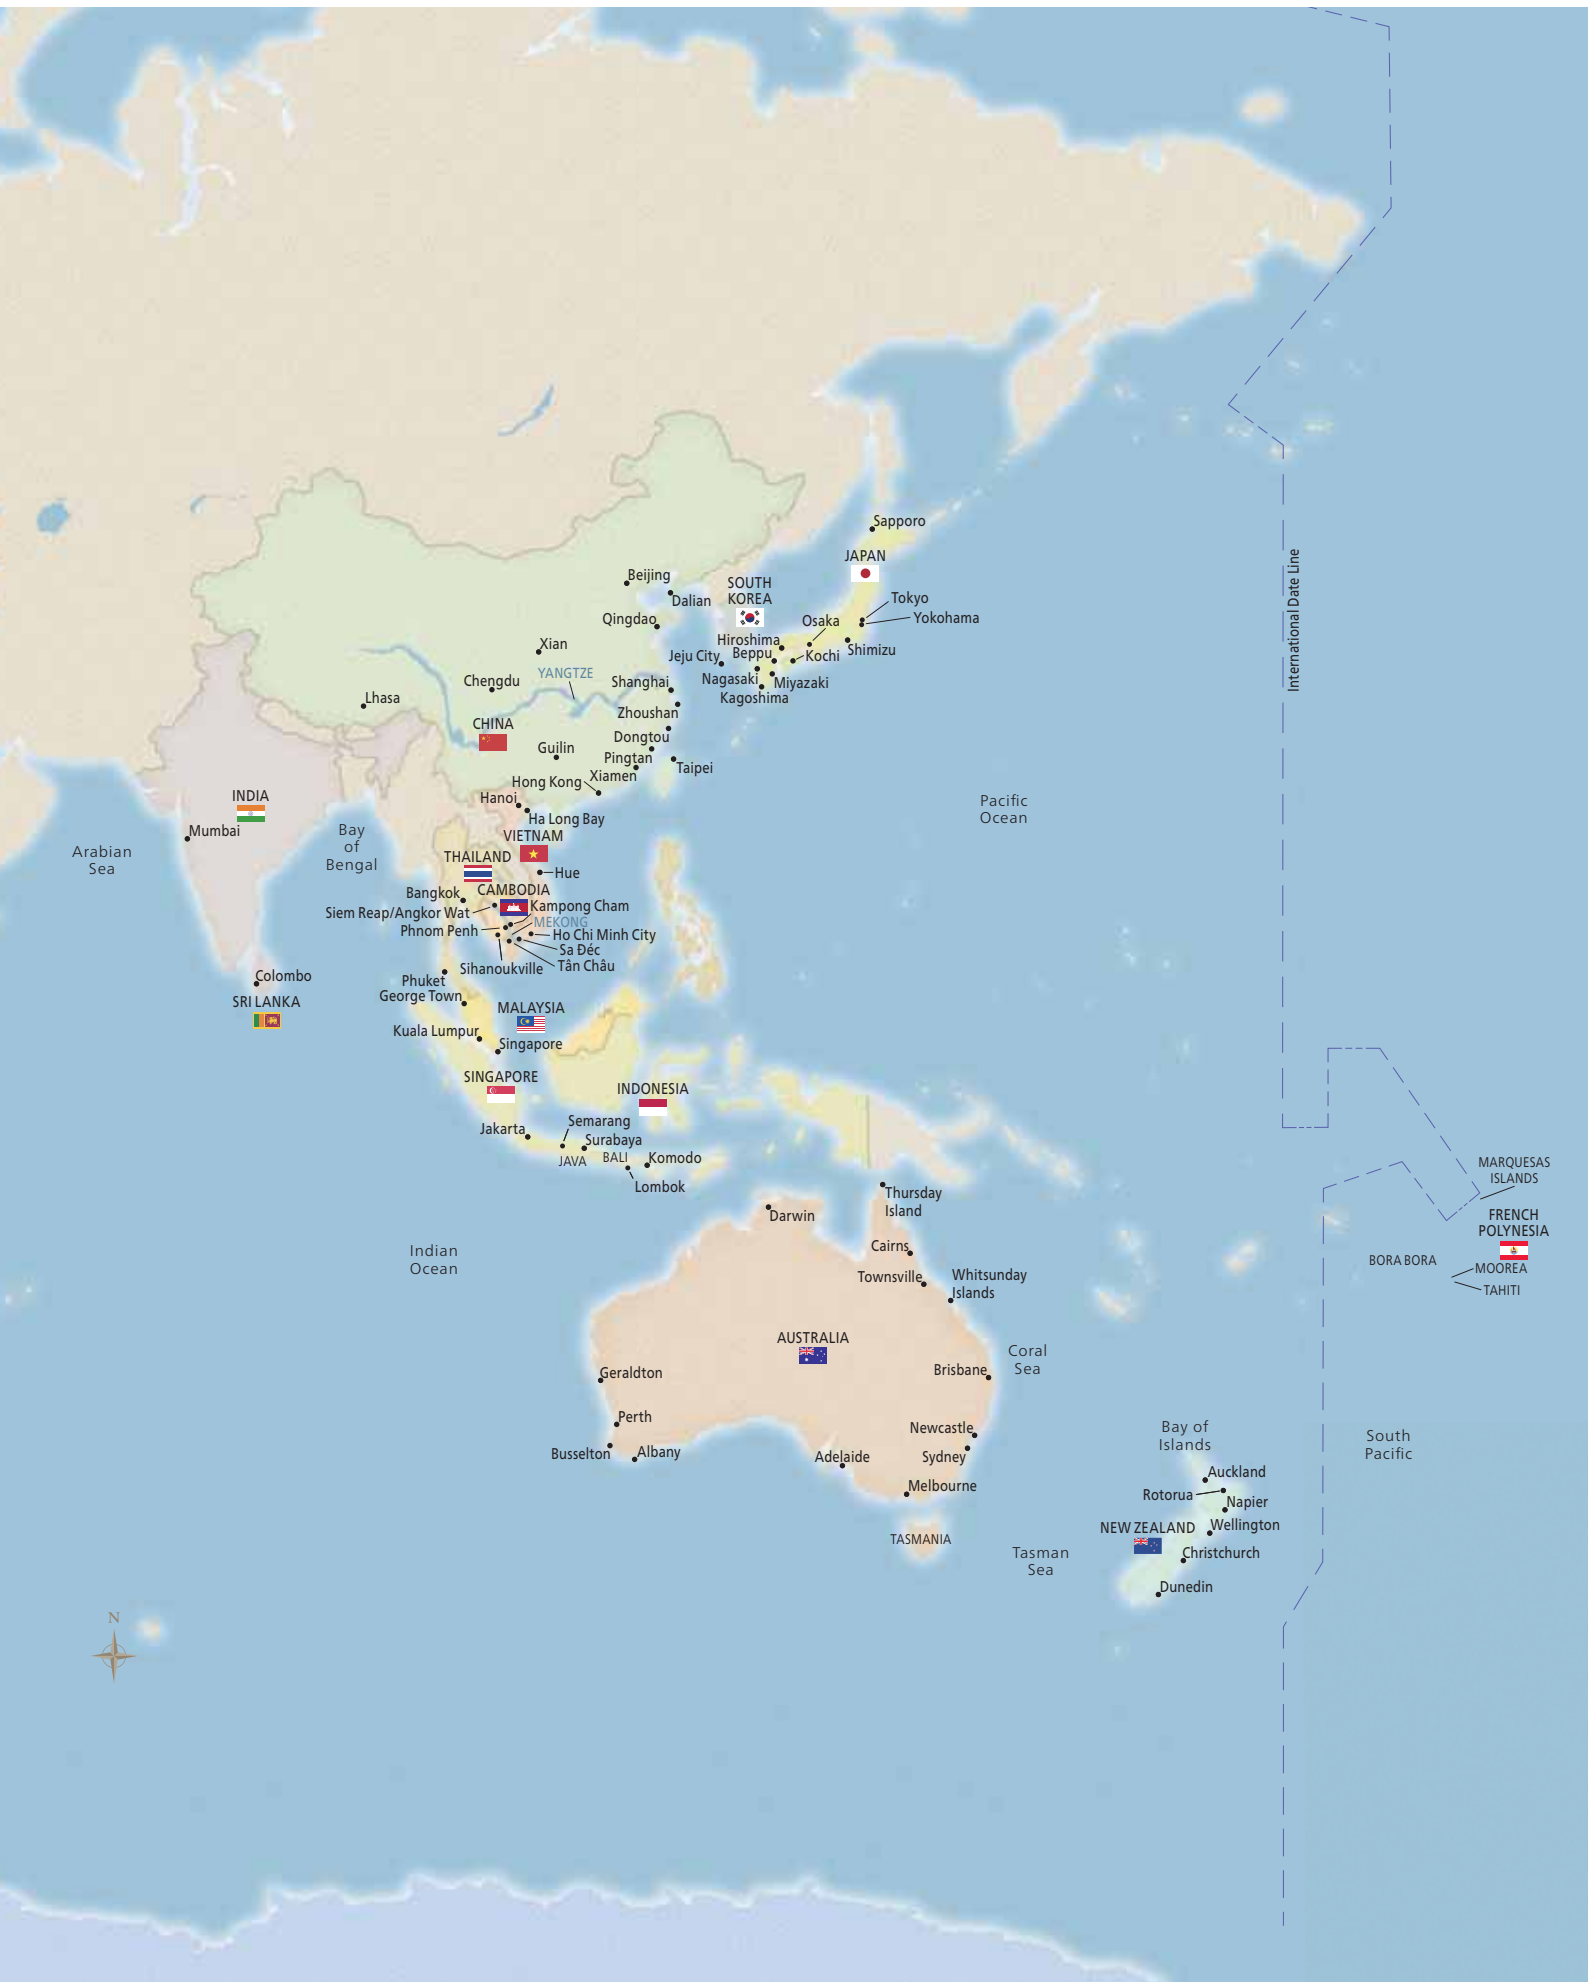 Sapporo
JAPAN
International Date Line
Beijing
Dalian
SOUTH
KOREA
Tokyo
Yokohama
Qingdao
Osaka
Hiroshima
Xian
Jeju City
Beppu
Kochi
Shimizu
YANGTZE
Chengdu
Shanghai
Nagasaki
Miyazaki
Lhasa
Kagoshima
Zhoushan
CHINA
Dongtou
Guilin
Pingtan
Taipei
Xiamen
Hong Kong
INDIA
Hanoi
Pacific
Ocean
Ha Long Bay
Mumbai
Bay
of
Bengal
VIETNAM
Arabian
Sea
THAILAND
Hue
Bangkok
CAMBODIA
Kampong Cham
Siem Reap/Angkor Wat
MEKONG
Phnom Penh
Ho Chi Minh City
Sa Đéc
Tân Châu
Sihanoukville
Colombo
Phuket
George Town
SRI LANKA
MALAYSIA
Kuala Lumpur
Singapore
SINGAPORE
INDONESIA
Semarang
Jakarta
Surabaya
JAVA
BALI
Komodo
Lombok
MARQUESAS
ISLANDS
Thursday
Island
Darwin
FRENCH
POLYNESIA
Cairns
Indian
Ocean
BORA BORA
MOOREA
Townsville
Whitsunday
Islands
TAHITI
AUSTRALIA
Coral
Sea
Geraldton
Brisbane
Perth
Newcastle
Bay of
Islands
South
Pacific
Busselton
Albany
Adelaide
Sydney
Auckland
Melbourne
Rotorua
Napier
NEW ZEALAND
Wellington
TASMANIA
Tasman
Sea
Christchurch
Dunedin
N